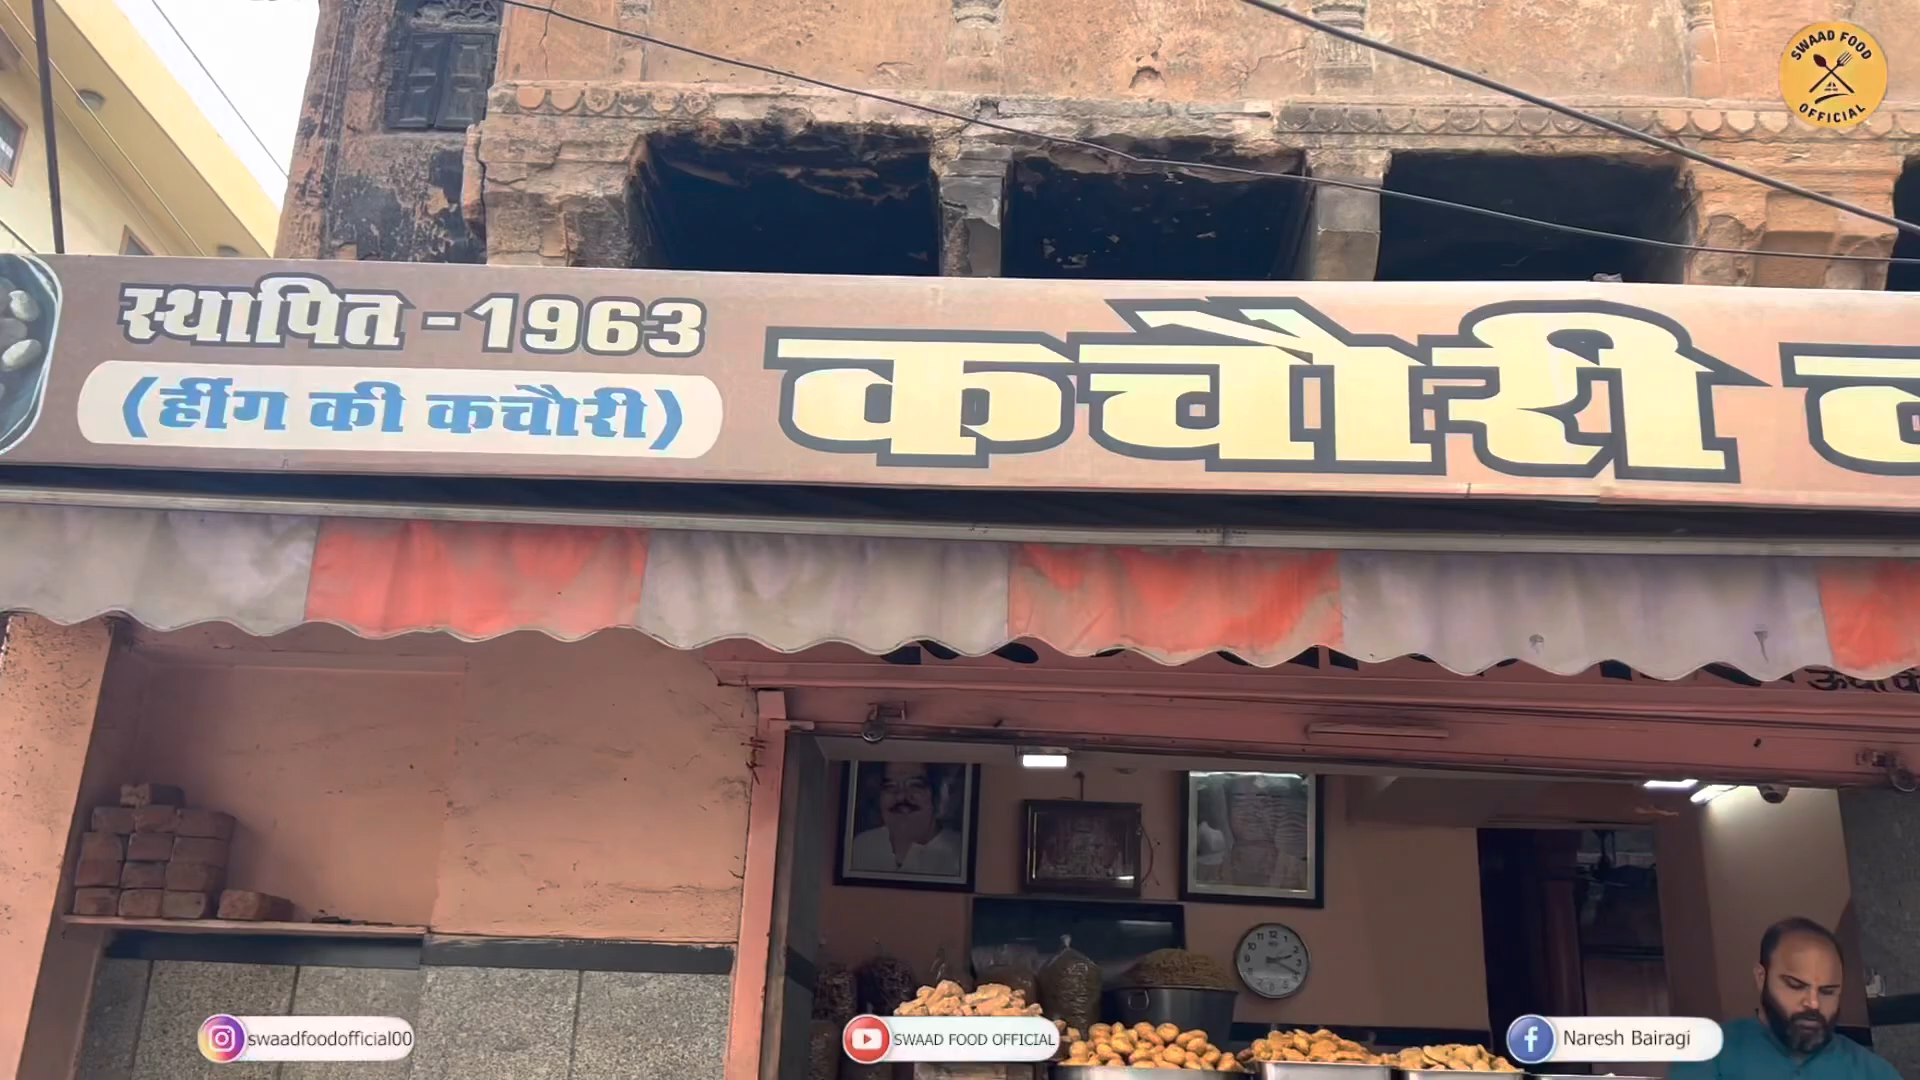 SWAAD FOOD
OFFICIAL
स्थापित - 1963
(हींग की कचौरी)
कचौरी
swaadfoodofficial00
SWAAD FOOD OFFICIAL
Naresh Bairagi